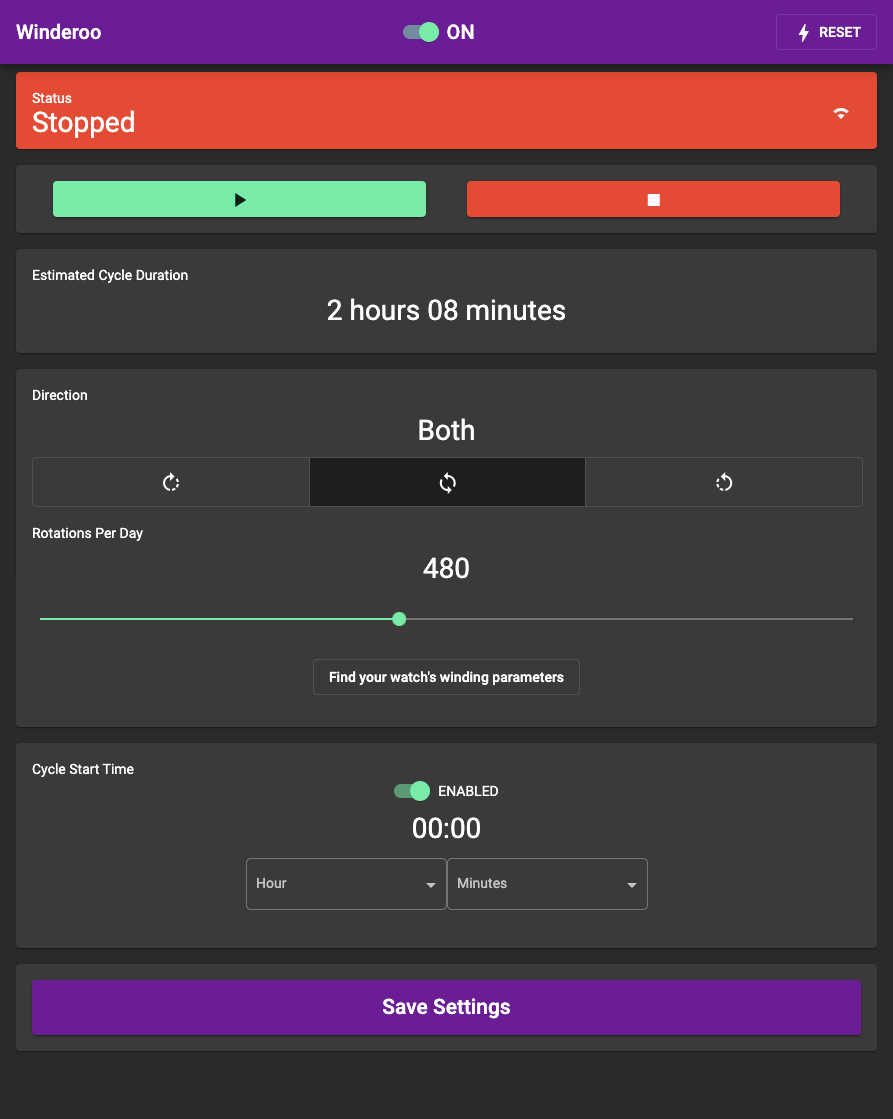 Winderoo
ON
RESET
Status
Stopped
Estimated Cycle Duration
2 hours 08 minutes
Direction
Both
Rotations Per Day
480
Find your watch's winding parameters
Cycle Start Time
ENABLED
00:00
Hour
Minutes
Save Settings